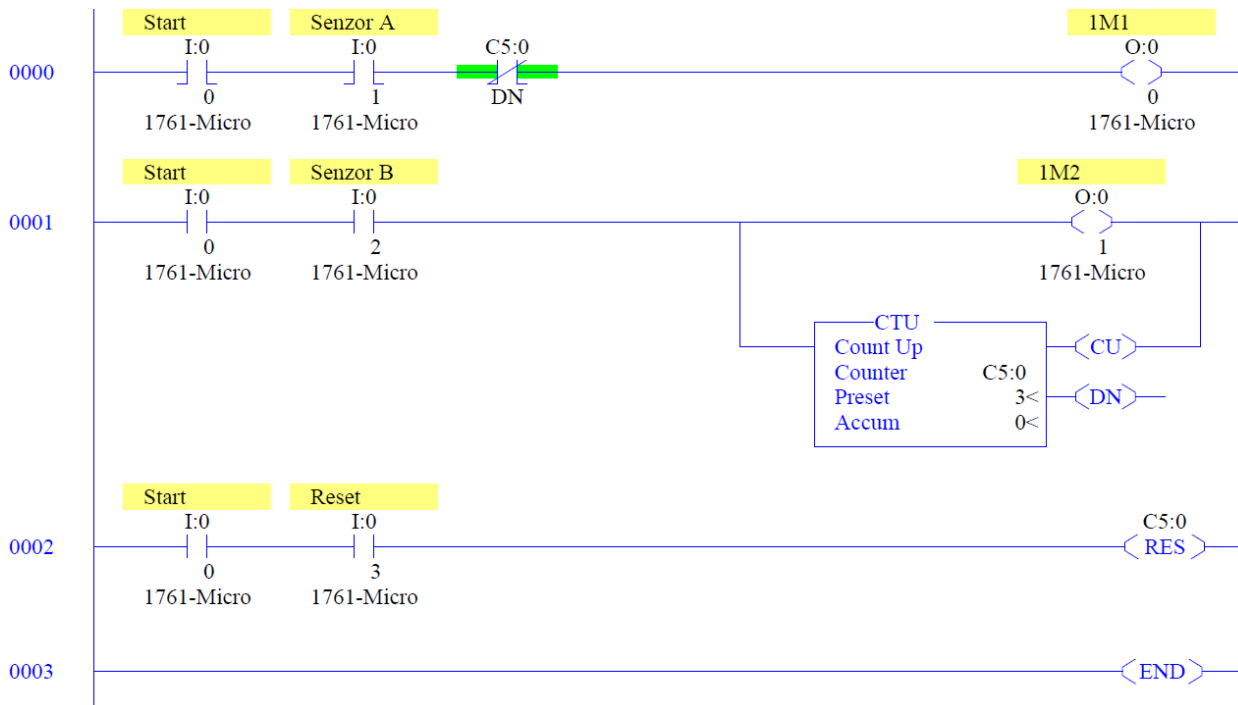 Start Senzor A 1M1
I:0 I:0 C5:0 O:0
0000
0 1 DN 0
1761-Micro 1761-Micro 1761-Micro
Start Senzor B 1M2
I:0 I:0 O:0
0001
0 2 1
1761-Micro 1761-Micro 1761-Micro
CTU
Count Up CU
Counter C5:0
Preset 3< DN
Accum 0<
Start Reset
I:0 I:0 C5:0
0002 RES
0 3
1761-Micro 1761-Micro
0003 END